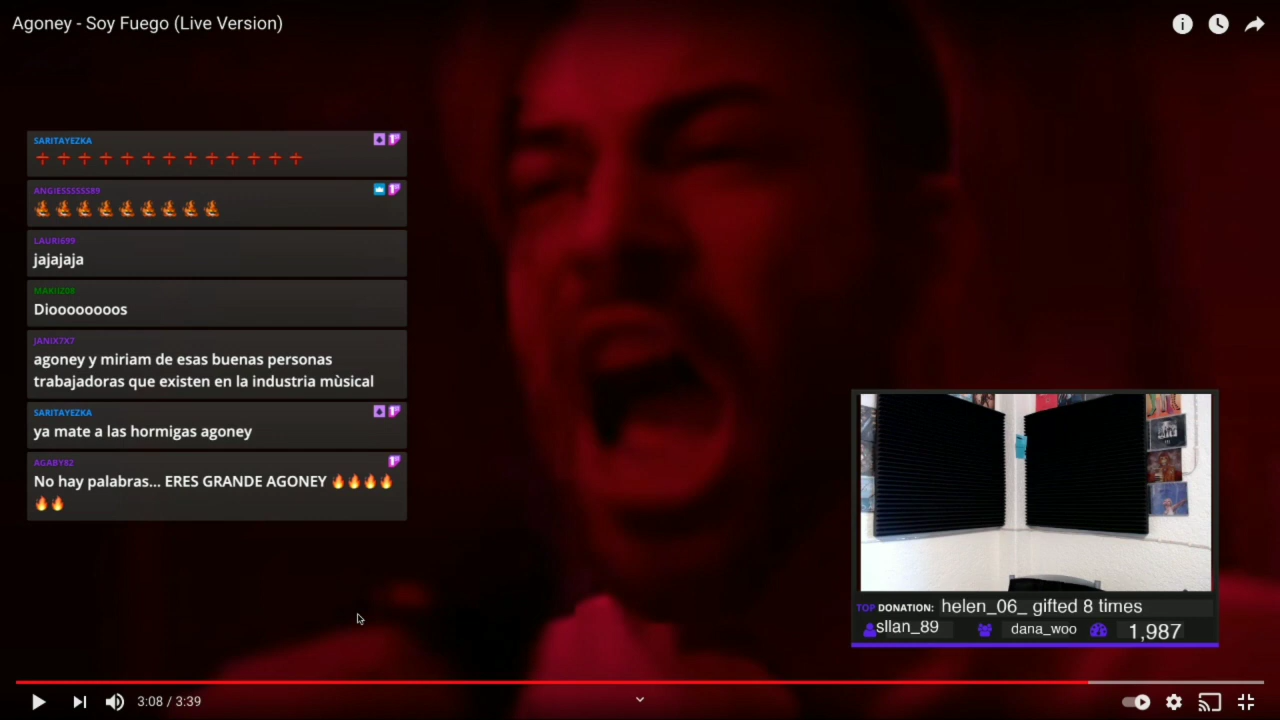 Agoney - Soy Fuego (Live Version)
SARITAYEZKA
ANGIESSSSSS89
LAURI699
jajajaja
MAKIIZ08
Dioooooooos
JANIX7X7
agoney y miriam de esas buenas personas
trabajadoras que existen en la industria mùsical
SARITAYEZKA
ya mate a las hormigas agoney
AGABY82
No hay palabras... ERES GRANDE AGONEY 🔥🔥🔥🔥
🔥🔥
TOP DONATION: helen_06_ gifted 8 times
sllan_89 dana_woo 1,987
3:08 / 3:39